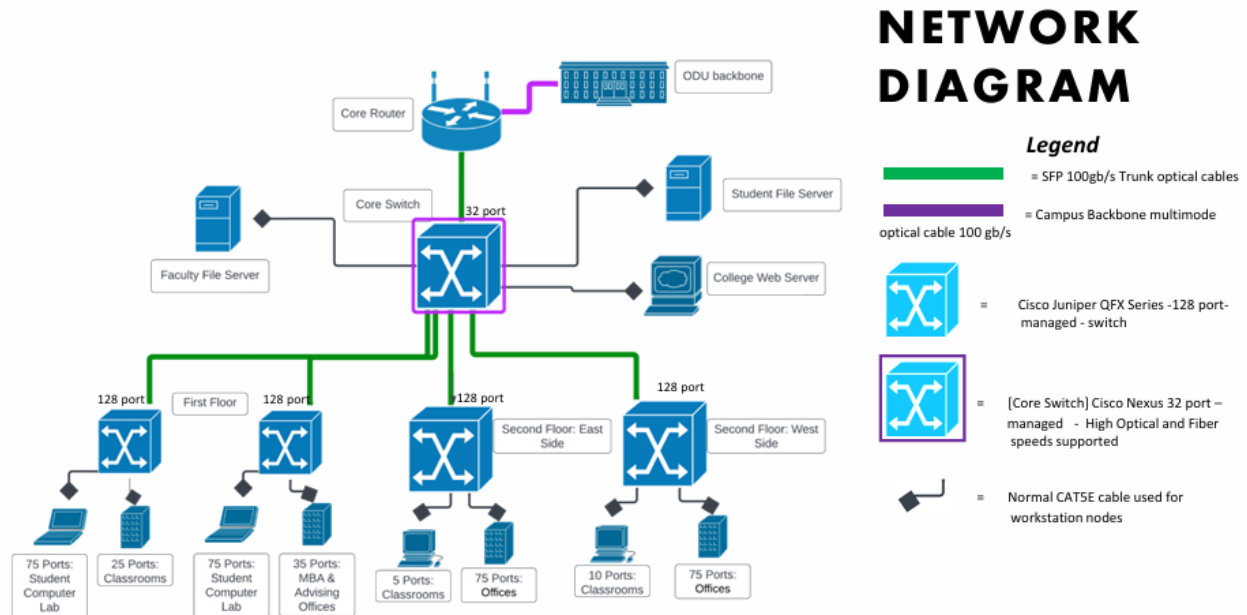 NETWORK
DIAGRAM
ODU backbone
Core Router
Core Switch
32 port
Student File Server
Faculty File Server
College Web Server
128 port
First Floor
128 port
128 port
Second Floor: East
Side
128 port
Second Floor: West
Side
75 Ports:
Student
Computer
Lab
25 Ports:
Classrooms
75 Ports:
Student
Computer
Lab
35 Ports:
MBA &
Advising
Offices
5 Ports:
Classrooms
75 Ports:
Offices
10 Ports:
Classrooms
75 Ports:
Offices
Legend
= SFP 100gb/s Trunk optical cables
= Campus Backbone multimode
optical cable 100 gb/s
= Cisco Juniper QFX Series -128 port-
managed - switch
= [Core Switch] Cisco Nexus 32 port –
managed - High Optical and Fiber
speeds supported
= Normal CAT5E cable used for
workstation nodes